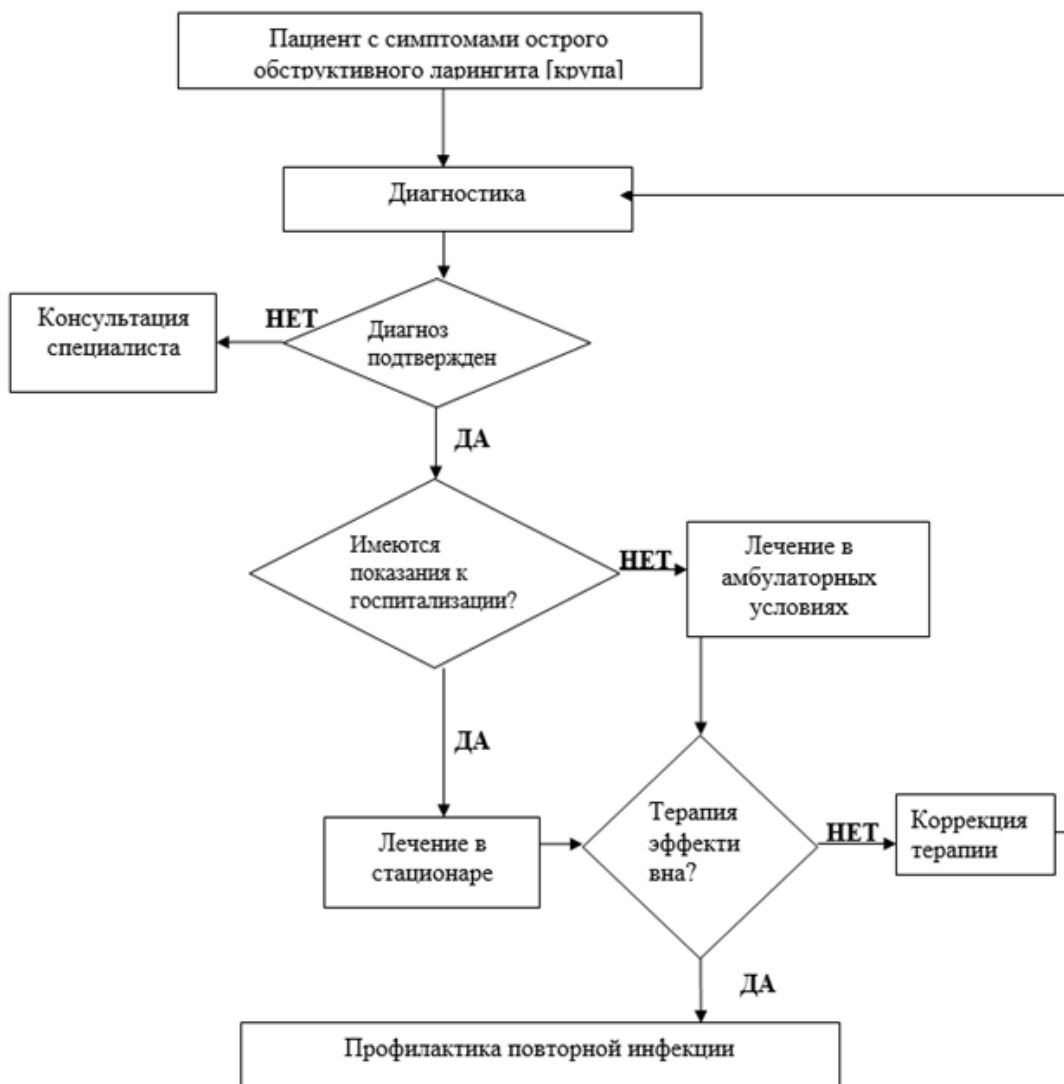 Пациент с симптомами острого
обструктивного ларингита [крупа]
Диагностика
Консультация
специалиста
НЕТ
Диагноз
подтвержден
ДА
Имеются
показания к
госпитализации?
НЕТ
Лечение в
амбулаторных
условиях
ДА
Лечение в
стационаре
Терапия
эффекти
вна?
НЕТ
Коррекция
терапии
ДА
Профилактика повторной инфекции